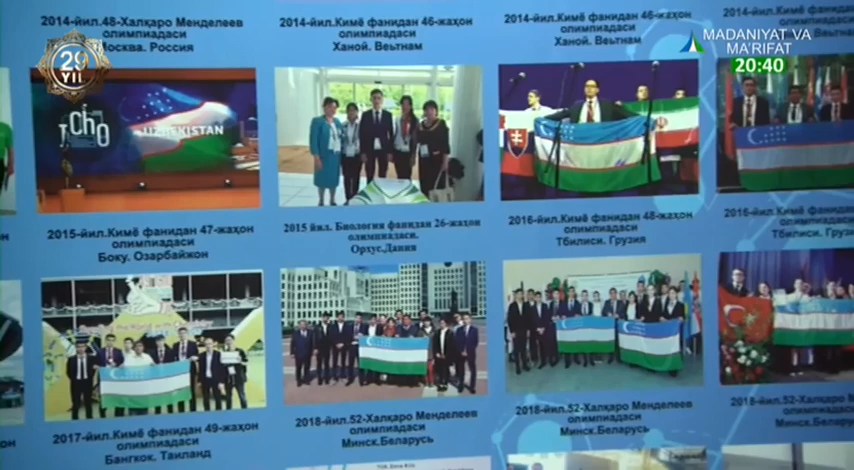 2014-йил.48-Халқаро Менделеев
олимпиадаси
Москва. Россия
2014-йил.Кимё фанидан 46-жаҳон
олимпиадаси
Ханой. Веьтнам
2014-йил.Кимё фанидан 46-жаҳон
олимпиадаси
Ханой. Веьтнам
2014-йил.Кимё
MADANIYAT VA
MA'RIFAT
20:40
29
YIL
IChO
UZBEKISTAN
2015-йил.Кимё фанидан 47-жаҳон
олимпиадаси
Боку. Озарбайжон
2015 йил. Биология фанидан 26-жаҳон
олимпиадаси.
Орхус.Дания
2016-йил.Кимё фанидан 48-жаҳон
олимпиадаси
Тбилиси. Грузия
2016-йил.Кимё фанидан
олимпиадаси
Тбилиси. Грузия
2017-йил.Кимё фанидан 49-жаҳон
олимпиадаси
Бангкок. Таиланд
2018-йил.52-Халқаро Менделеев
олимпиадаси
Минск.Беларусь
2018-йил.52-Халқаро Менделеев
олимпиадаси
Минск.Беларусь
2018-йил.52-Халқаро
олимпиадаси
Минск.Беларусь